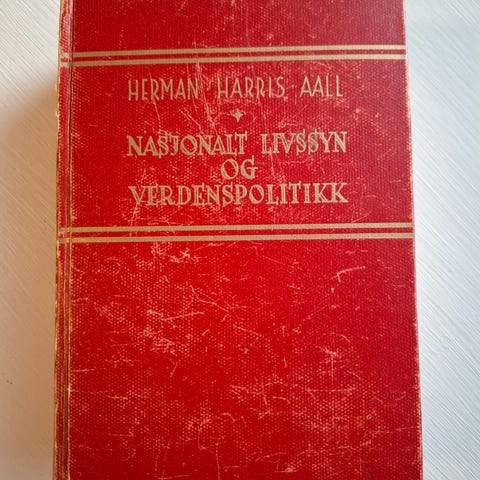 HERMAN HARRIS AALL
NASJONALT LIVSSYN
OG
VERDENSPOLITIKK